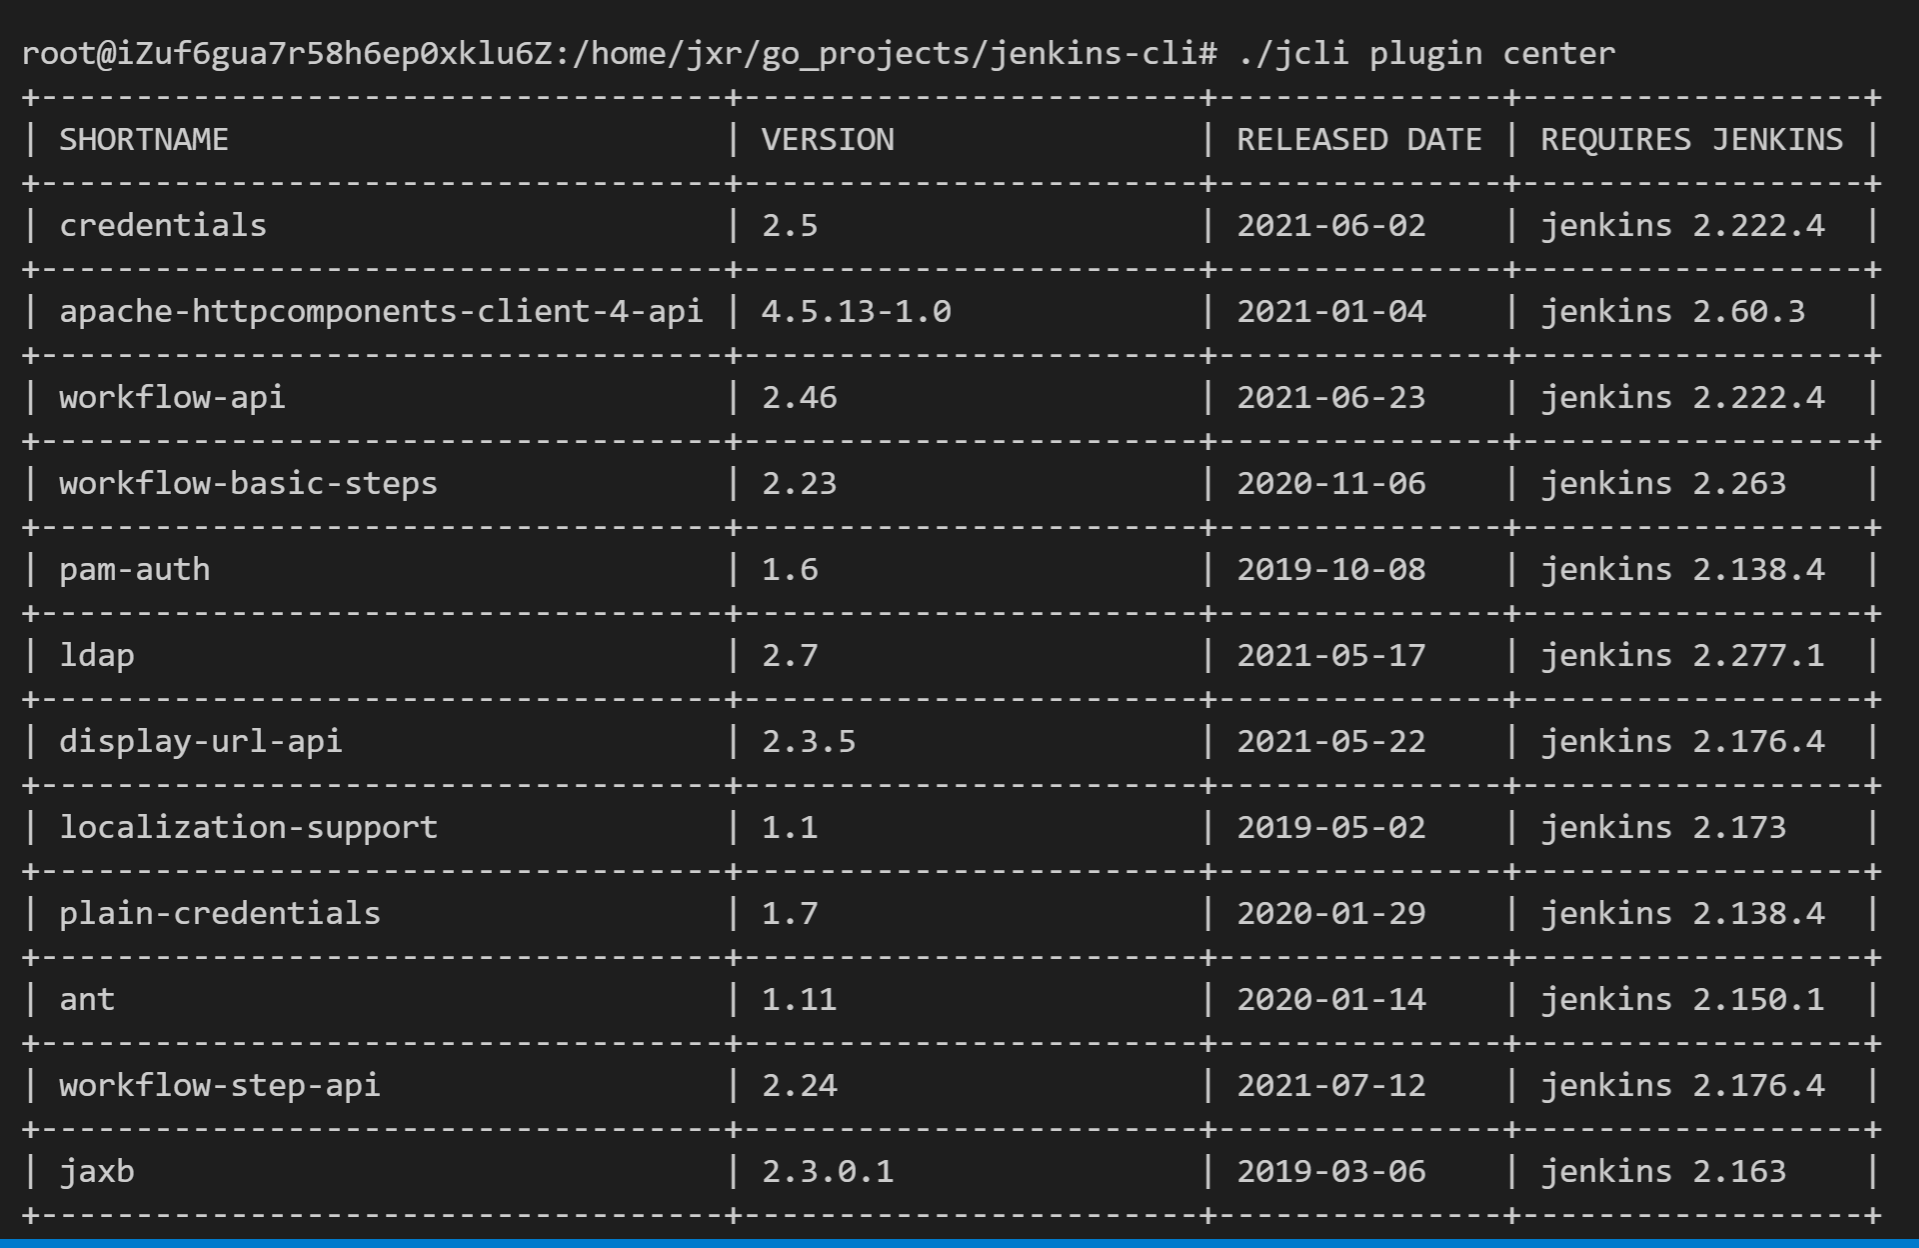 root@iZuf6gua7r58h6ep0xklu6Z:/home/jxr/go_projects/jenkins-cli# ./jcli plugin center
+------------------------------------+------------------------+---------------+------------------+
| SHORTNAME                          | VERSION                | RELEASED DATE | REQUIRES JENKINS |
+------------------------------------+------------------------+---------------+------------------+
| credentials                        | 2.5                    | 2021-06-02    | jenkins 2.222.4  |
+------------------------------------+------------------------+---------------+------------------+
| apache-httpcomponents-client-4-api | 4.5.13-1.0             | 2021-01-04    | jenkins 2.60.3   |
+------------------------------------+------------------------+---------------+------------------+
| workflow-api                       | 2.46                   | 2021-06-23    | jenkins 2.222.4  |
+------------------------------------+------------------------+---------------+------------------+
| workflow-basic-steps               | 2.23                   | 2020-11-06    | jenkins 2.263    |
+------------------------------------+------------------------+---------------+------------------+
| pam-auth                           | 1.6                    | 2019-10-08    | jenkins 2.138.4  |
+------------------------------------+------------------------+---------------+------------------+
| ldap                               | 2.7                    | 2021-05-17    | jenkins 2.277.1  |
+------------------------------------+------------------------+---------------+------------------+
| display-url-api                    | 2.3.5                  | 2021-05-22    | jenkins 2.176.4  |
+------------------------------------+------------------------+---------------+------------------+
| localization-support               | 1.1                    | 2019-05-02    | jenkins 2.173    |
+------------------------------------+------------------------+---------------+------------------+
| plain-credentials                  | 1.7                    | 2020-01-29    | jenkins 2.138.4  |
+------------------------------------+------------------------+---------------+------------------+
| ant                                | 1.11                   | 2020-01-14    | jenkins 2.150.1  |
+------------------------------------+------------------------+---------------+------------------+
| workflow-step-api                  | 2.24                   | 2021-07-12    | jenkins 2.176.4  |
+------------------------------------+------------------------+---------------+------------------+
| jaxb                               | 2.3.0.1                | 2019-03-06    | jenkins 2.163    |
+------------------------------------+------------------------+---------------+------------------+